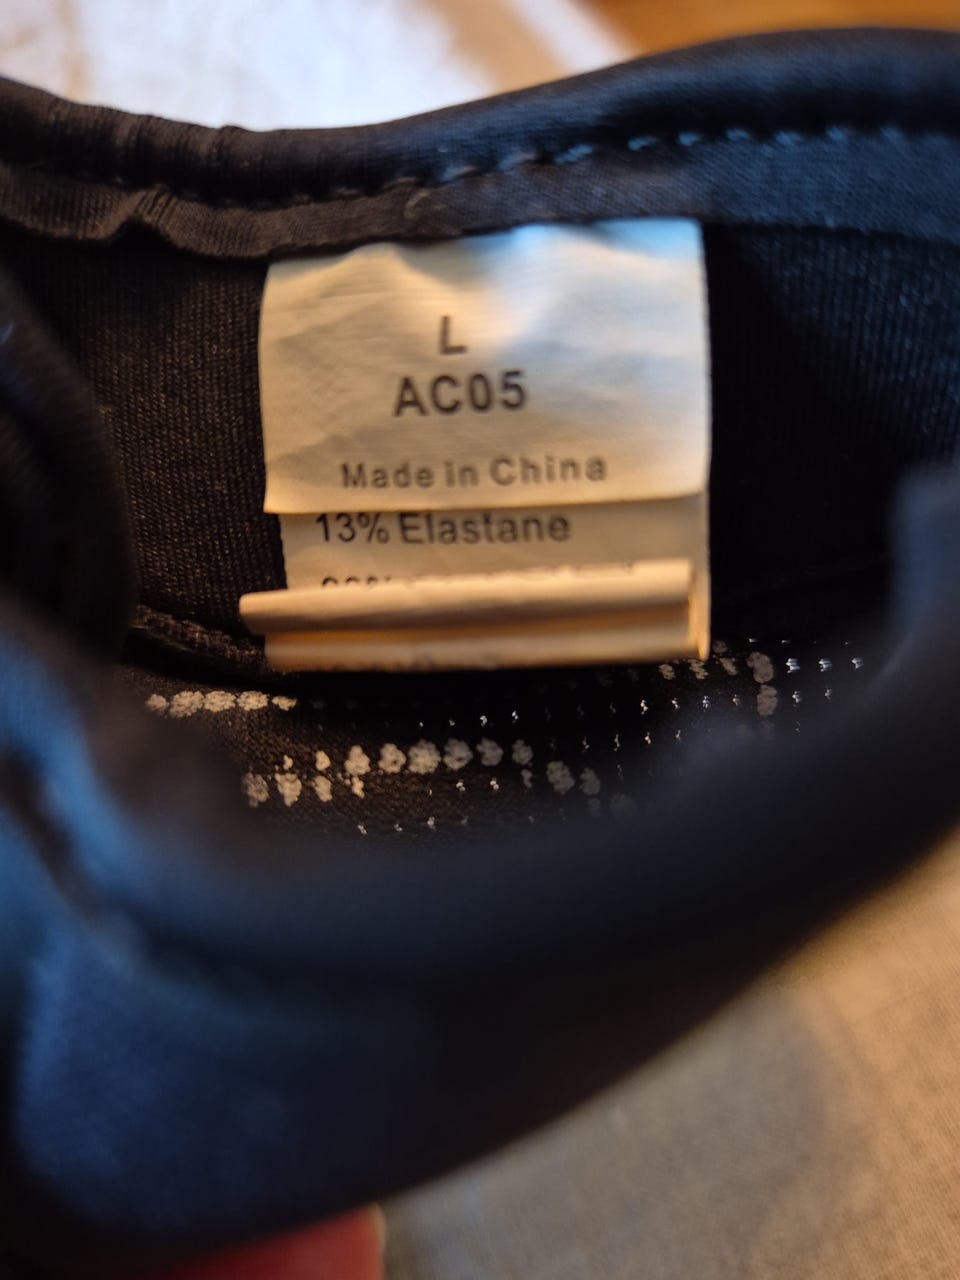 L
AC05
Made in China
13% Elastane